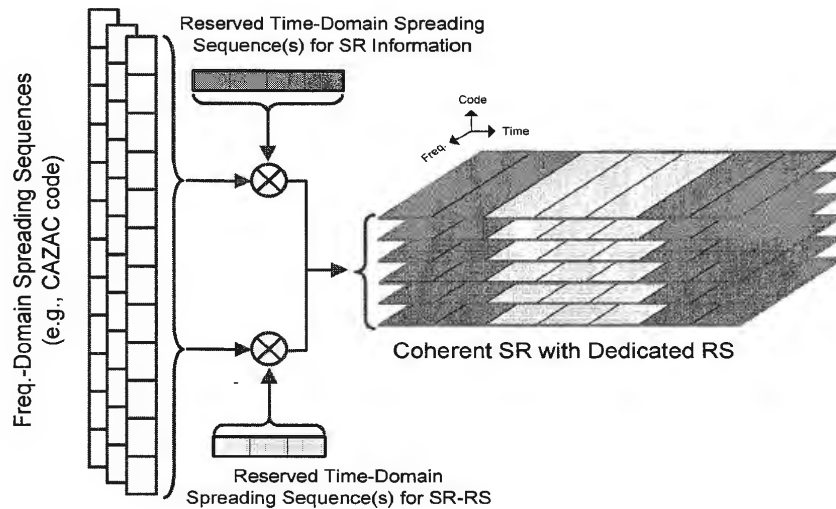 Reserved Time-Domain Spreading
Sequence(s) for SR Information
Code
Time
Freq.
Freq.-Domain Spreading Sequences
(e.g., CAZAC code)
Coherent SR with Dedicated RS
Reserved Time-Domain
Spreading Sequence(s) for SR-RS